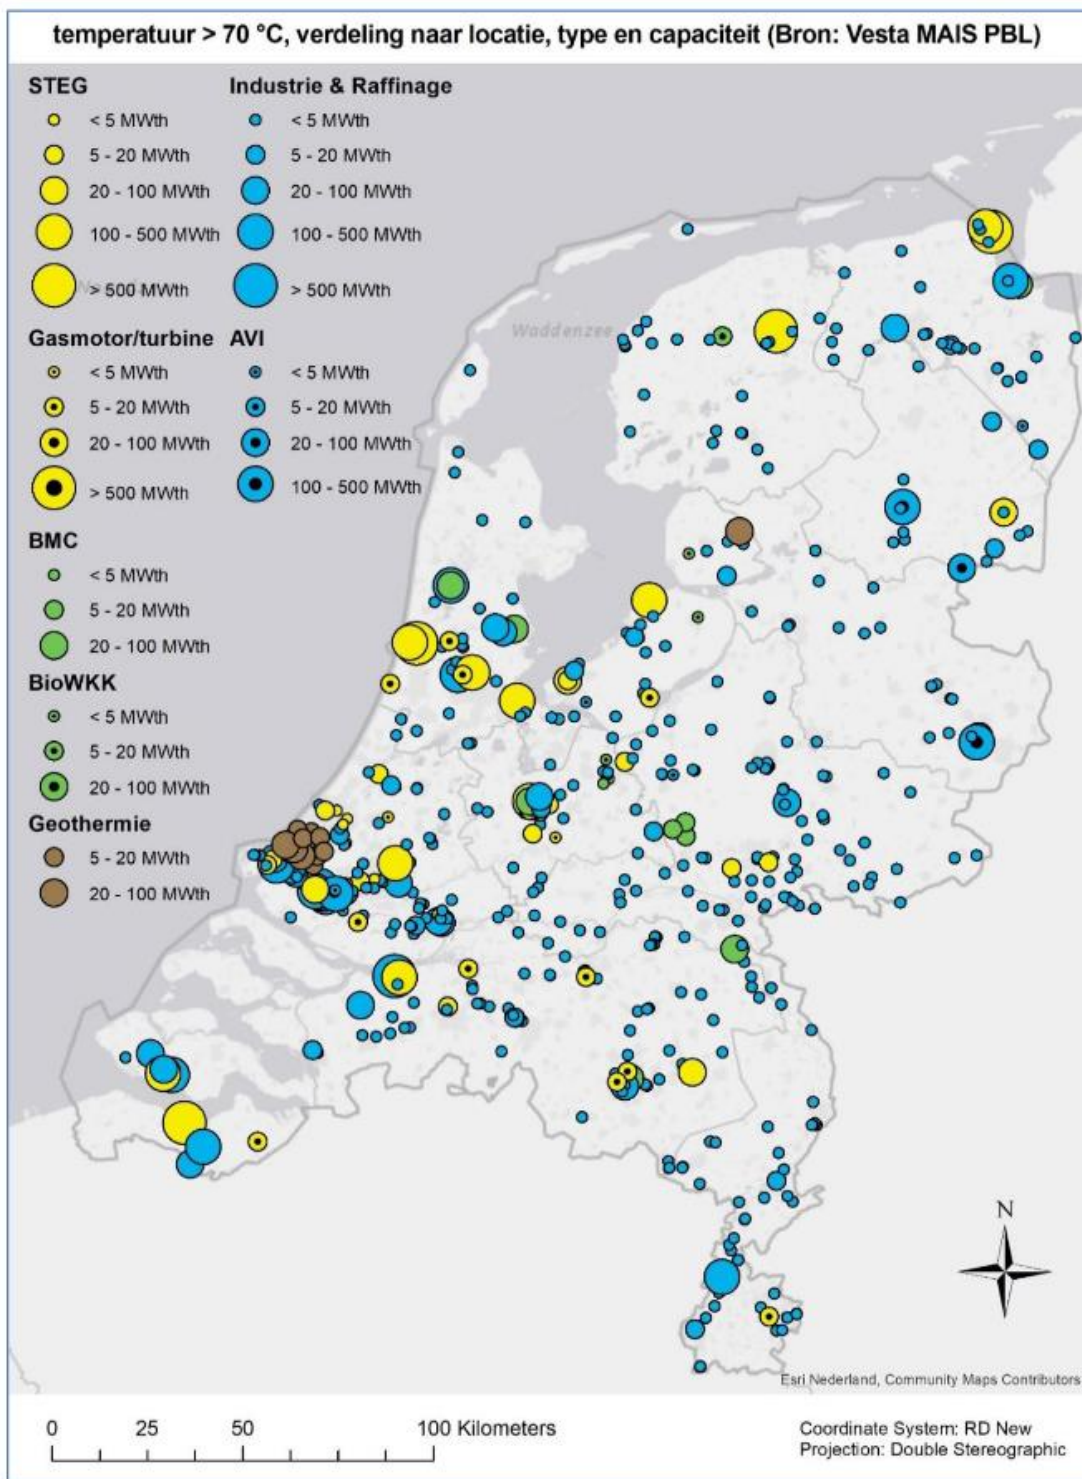 temperatuur > 70 °C, verdeling naar locatie, type en capaciteit (Bron: Vesta MAIS PBL)
STEG
< 5 MWth
5 - 20 MWth
20 - 100 MWth
100 - 500 MWth
> 500 MWth
Industrie & Raffinage
< 5 MWth
5 - 20 MWth
20 - 100 MWth
100 - 500 MWth
> 500 MWth
Gasmotor/turbine
< 5 MWth
5 - 20 MWth
20 - 100 MWth
> 500 MWth
AVI
< 5 MWth
5 - 20 MWth
20 - 100 MWth
100 - 500 MWth
BMC
< 5 MWth
5 - 20 MWth
20 - 100 MWth
BioWKK
< 5 MWth
5 - 20 MWth
20 - 100 MWth
Geothermie
5 - 20 MWth
20 - 100 MWth
Waddenzee
N
Esri Nederland, Community Maps Contributors
0 25 50 100 Kilometers
Coordinate System: RD New
Projection: Double Stereographic